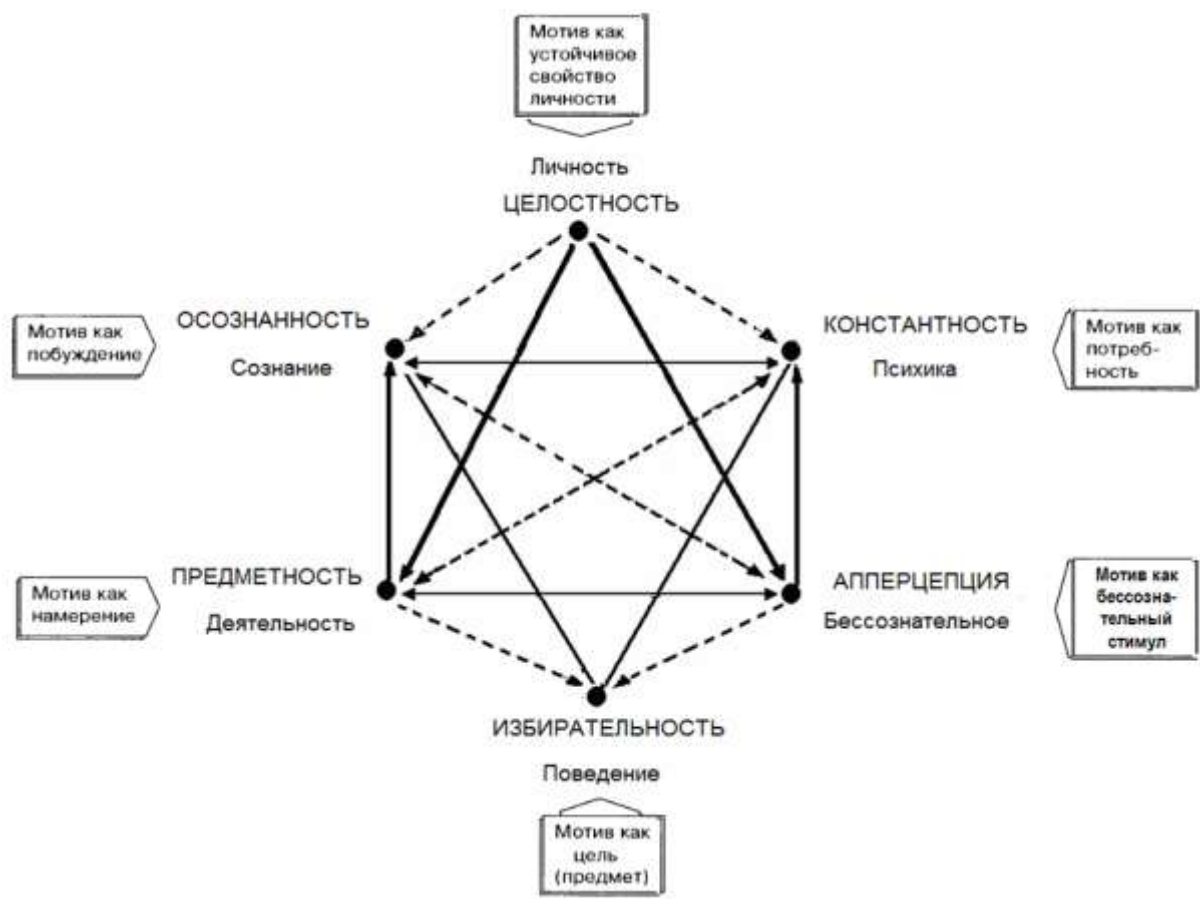 Мотив как
устойчивое
свойство
личности
Личность
ЦЕЛОСТНОСТЬ
ОСОЗНАННОСТЬ
Сознание
Мотив как
побуждение
КОНСТАНТНОСТЬ
Психика
Мотив как
потреб-
ность
ПРЕДМЕТНОСТЬ
Деятельность
Мотив как
намерение
АППЕРЦЕПЦИЯ
Бессознательное
Мотив как
бессозна-
тельный
стимул
ИЗБИРАТЕЛЬНОСТЬ
Поведение
Мотив как
цель
(предмет)